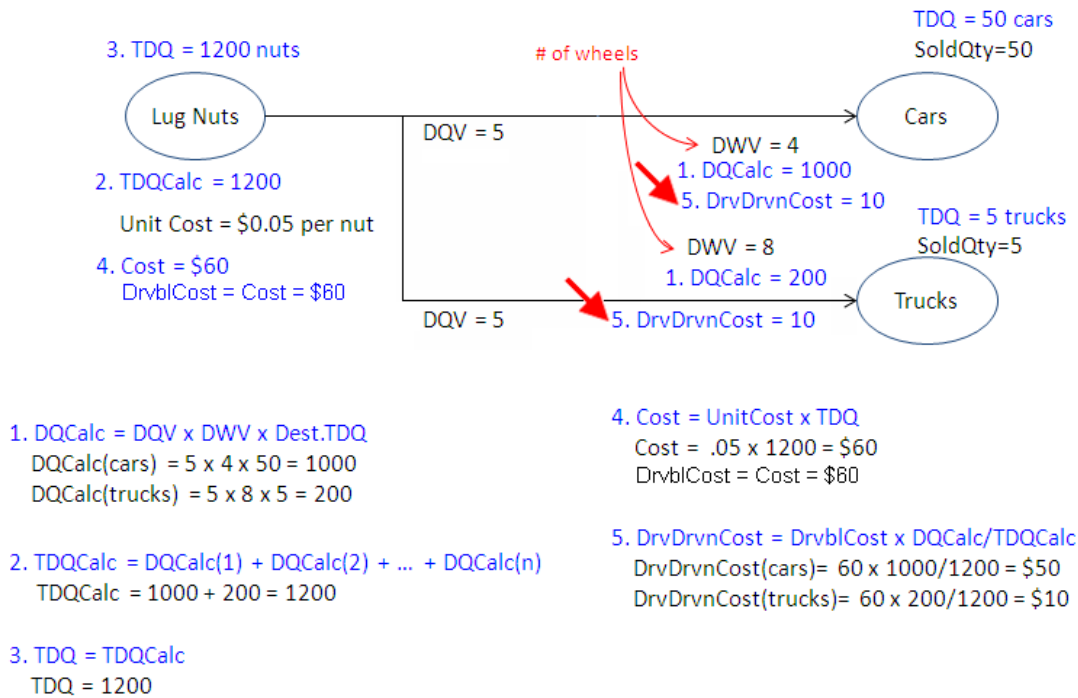 TDQ = 50 cars
SoldQty=50
3. TDQ = 1200 nuts
# of wheels
Lug Nuts
Cars
DQV = 5
DWV = 4
1. DQCalc = 1000
5. DrvDrvnCost = 10
2. TDQCalc = 1200
Unit Cost = $0.05 per nut
TDQ = 5 trucks
SoldQty=5
DWV = 8
4. Cost = $60
DrvblCost = Cost = $60
1. DQCalc = 200
Trucks
DQV = 5
5. DrvDrvnCost = 10
1. DQCalc = DQV x DWV x Dest.TDQ
DQCalc(cars) = 5 x 4 x 50 = 1000
DQCalc(trucks) = 5 x 8 x 5 = 200
2. TDQCalc = DQCalc(1) + DQCalc(2) + ... + DQCalc(n)
TDQCalc = 1000 + 200 = 1200
3. TDQ = TDQCalc
TDQ = 1200
4. Cost = UnitCost x TDQ
Cost = .05 x 1200 = $60
DrvblCost = Cost = $60
5. DrvDrvnCost = DrvblCost x DQCalc/TDQCalc
DrvDrvnCost(cars)= 60 x 1000/1200 = $50
DrvDrvnCost(trucks)= 60 x 200/1200 = $10